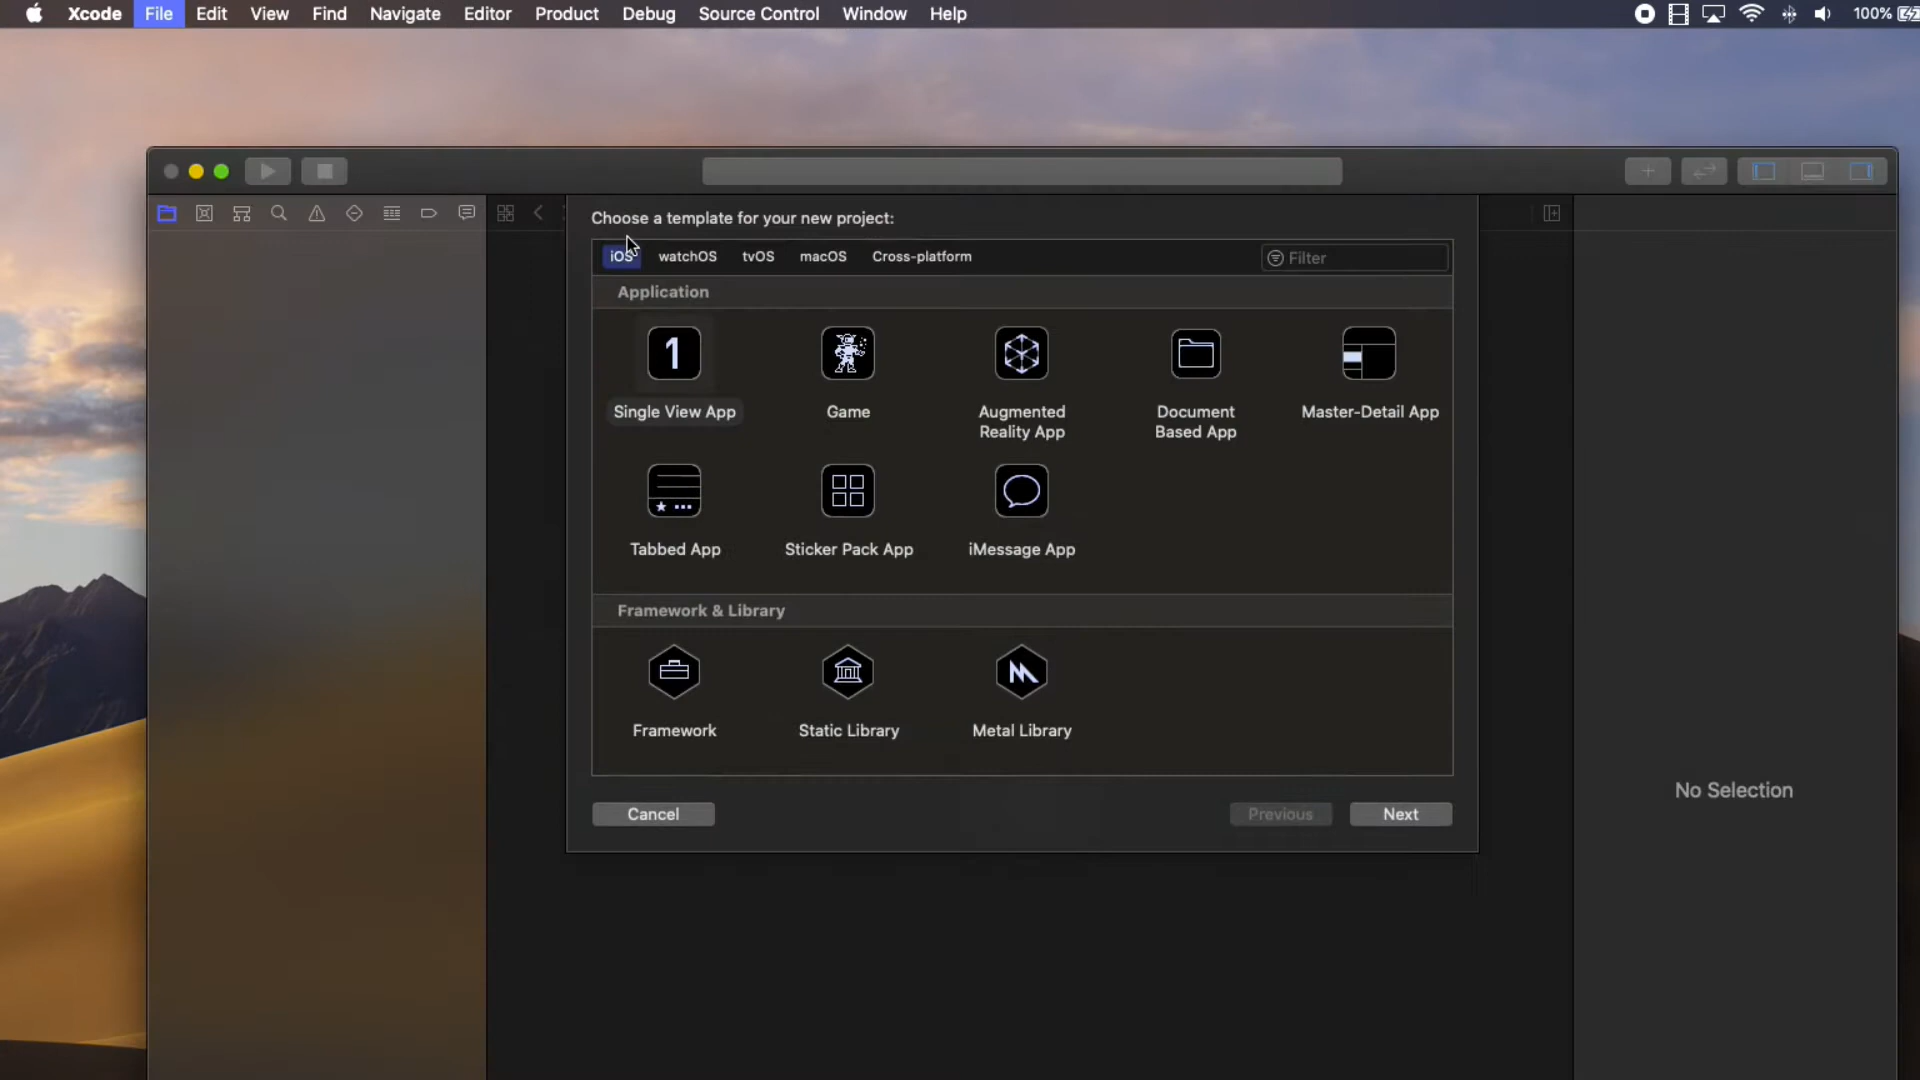 Xcode File Edit View Find Navigate Editor Product Debug Source Control Window Help 100%
Choose a template for your new project:
iOS watchOS tvOS macOS Cross-platform Filter
Application
1
Single View App Game Augmented Reality App Document Based App Master-Detail App
Tabbed App Sticker Pack App iMessage App
Framework & Library
Framework Static Library Metal Library
No Selection
Cancel Previous Next